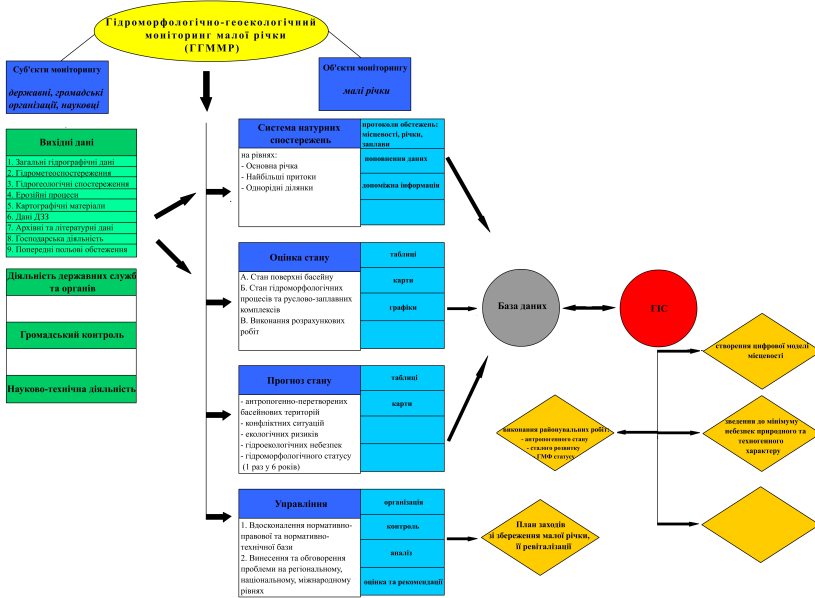 Гідроморфологічно-геоекологічний
моніторинг малої річки
(ГГММР)
Суб'єкти моніторингу
державні, громадські
організації, науковці
Об'єкти моніторингу
малі річки
Вихідні дані
1. Загальні гідрографічні дані
2. Гідрометеоспостереження
3. Гідрогеологічні спостереження
4. Ерозійні процеси
5. Картографічні матеріали
6. Дані ДЗЗ
7. Архівні та літературні дані
8. Господарська діяльність
9. Попередні польові обстеження
Діяльність державних служб
та органів
Громадський контроль
Науково-технічна діяльність
Система натурних
спостережень
на рівнях:
- Основна річка
- Найбільші притоки
- Однорідні ділянки
протоколи обстежень:
місцевості, річки,
заплави
поповнення даних
допоміжна інформація
Оцінка стану
А. Стан поверхні басейну
Б. Стан гідроморфологічних
процесів та руслово-заплавних
комплексів
В. Виконання розрахункових
робіт
таблиці
карти
графіки
Прогноз стану
- антропогенно-перетворених
басейнових територій
- конфліктних ситуацій
- екологічних ризиків
- гідроекологічних небезпек
- гідроморфологічного статусу
(1 раз у 6 років)
таблиці
карти
Управління
1. Вдосконалення нормативно-
правової та нормативно-
технічної бази
2. Винесення та обговорення
проблеми на регіональному,
національному, міжнародному
рівнях
організація
контроль
аналіз
оцінка та рекомендації
База даних
ГІС
створення цифрової моделі
місцевості
виконання районувальних робіт:
- антропогенного стану
- сталого розвитку
ГМФ статусу
зведення до мінімуму
небезпек природного та
техногенного
характеру
План заходів
зі збереження малої річки,
її ревіталізації